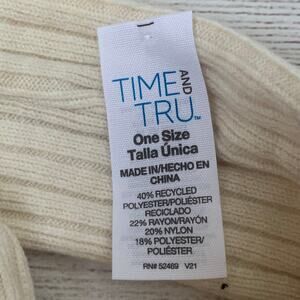 TIME AND
TRU™
One Size
Talla Única
MADE IN/HECHO EN
CHINA
40% RECYCLED
POLYESTER/POLIÉSTER
RECICLADO
22% RAYON/RAYÓN
20% NYLON
18% POLYESTER/
POLIÉSTER
RN# 52469 V21